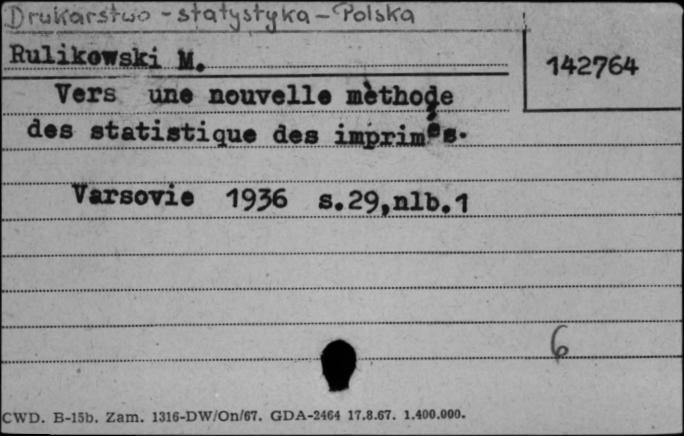 Drukarstwo - statystyka - Polska
Rulikowski M.
142764
Vers une nouvelle mèthode
des statistique des imprimés.
Varsovie 1936 s.29,nlb.1
6
CWD. B-15b. Zam. 1316-DW/On/67. GDA-2464 17.8.67. 1.400.000.